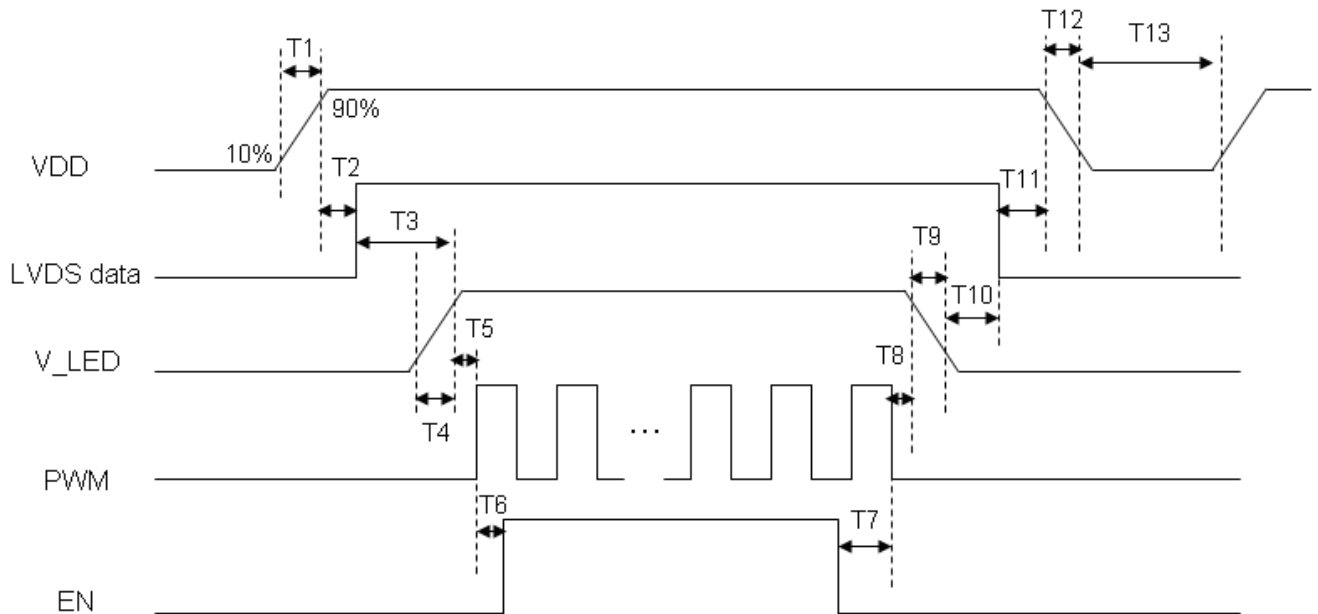 T1
T12
T13
90%
10%
VDD
T2
T11
T3
T9
LVDS data
T10
T5
V_LED
T8
T4
...
PWM
T6
T7
EN